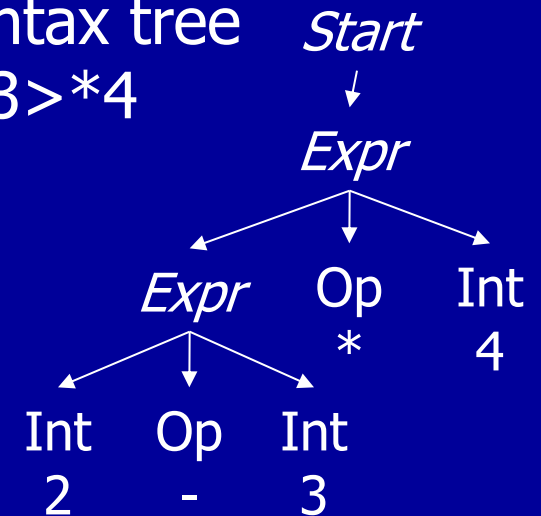 ntax tree
3>*4
Start
Expr
Expr Op Int
* 4
Int Op Int
2 - 3